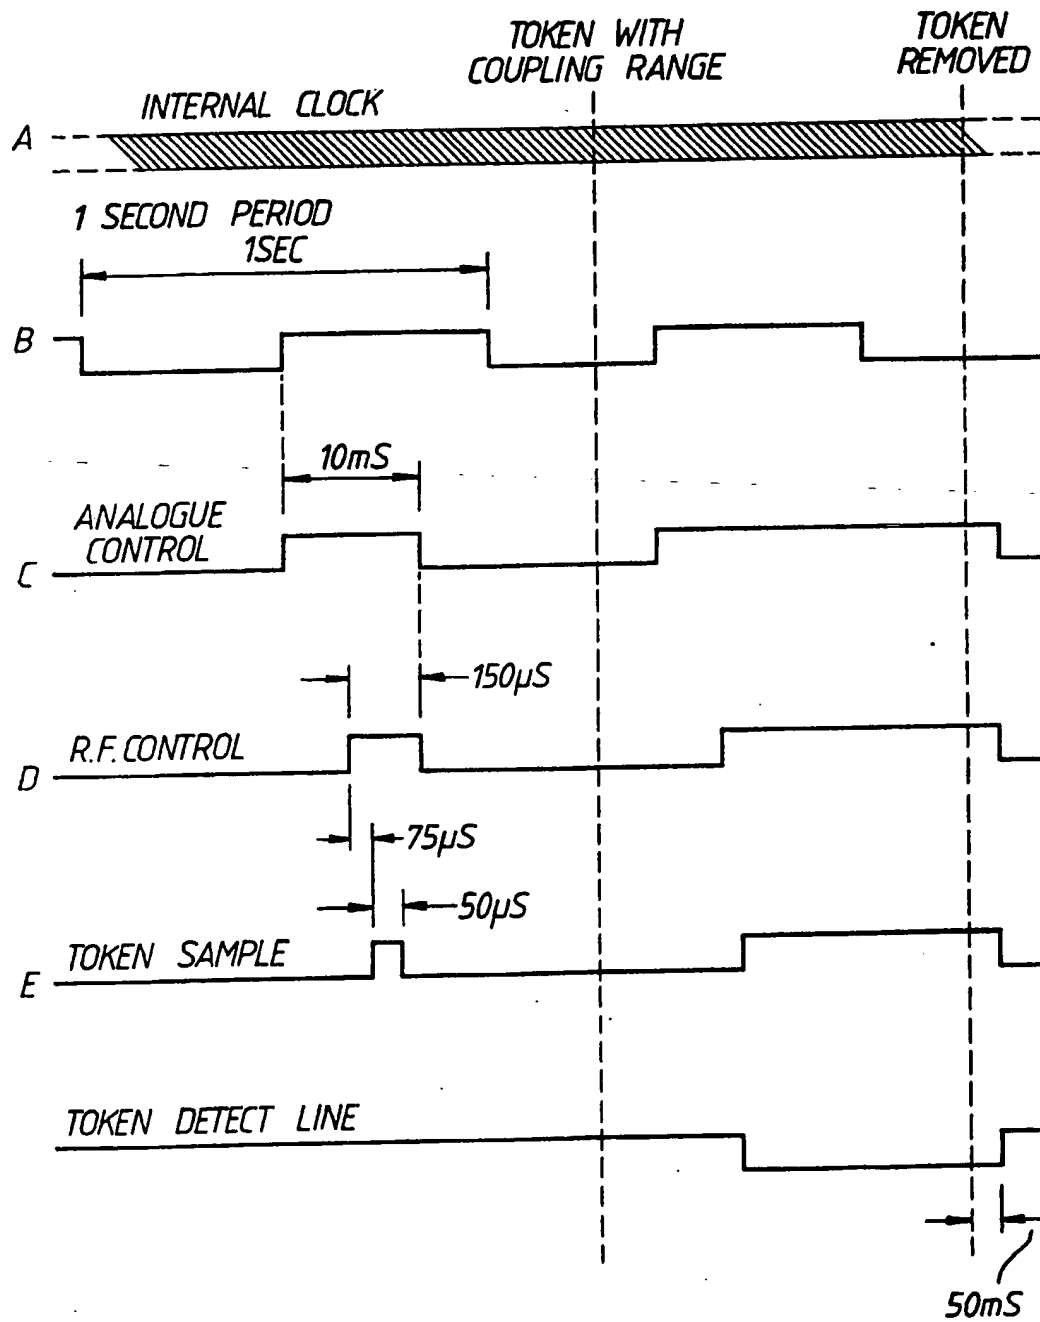 TOKEN WITH
COUPLING RANGE
TOKEN
REMOVED
INTERNAL CLOCK
A
1 SECOND PERIOD
1SEC
B
10mS
ANALOGUE
CONTROL
C
150µS
R.F. CONTROL
D
75µS
50µS
TOKEN SAMPLE
E
TOKEN DETECT LINE
50mS